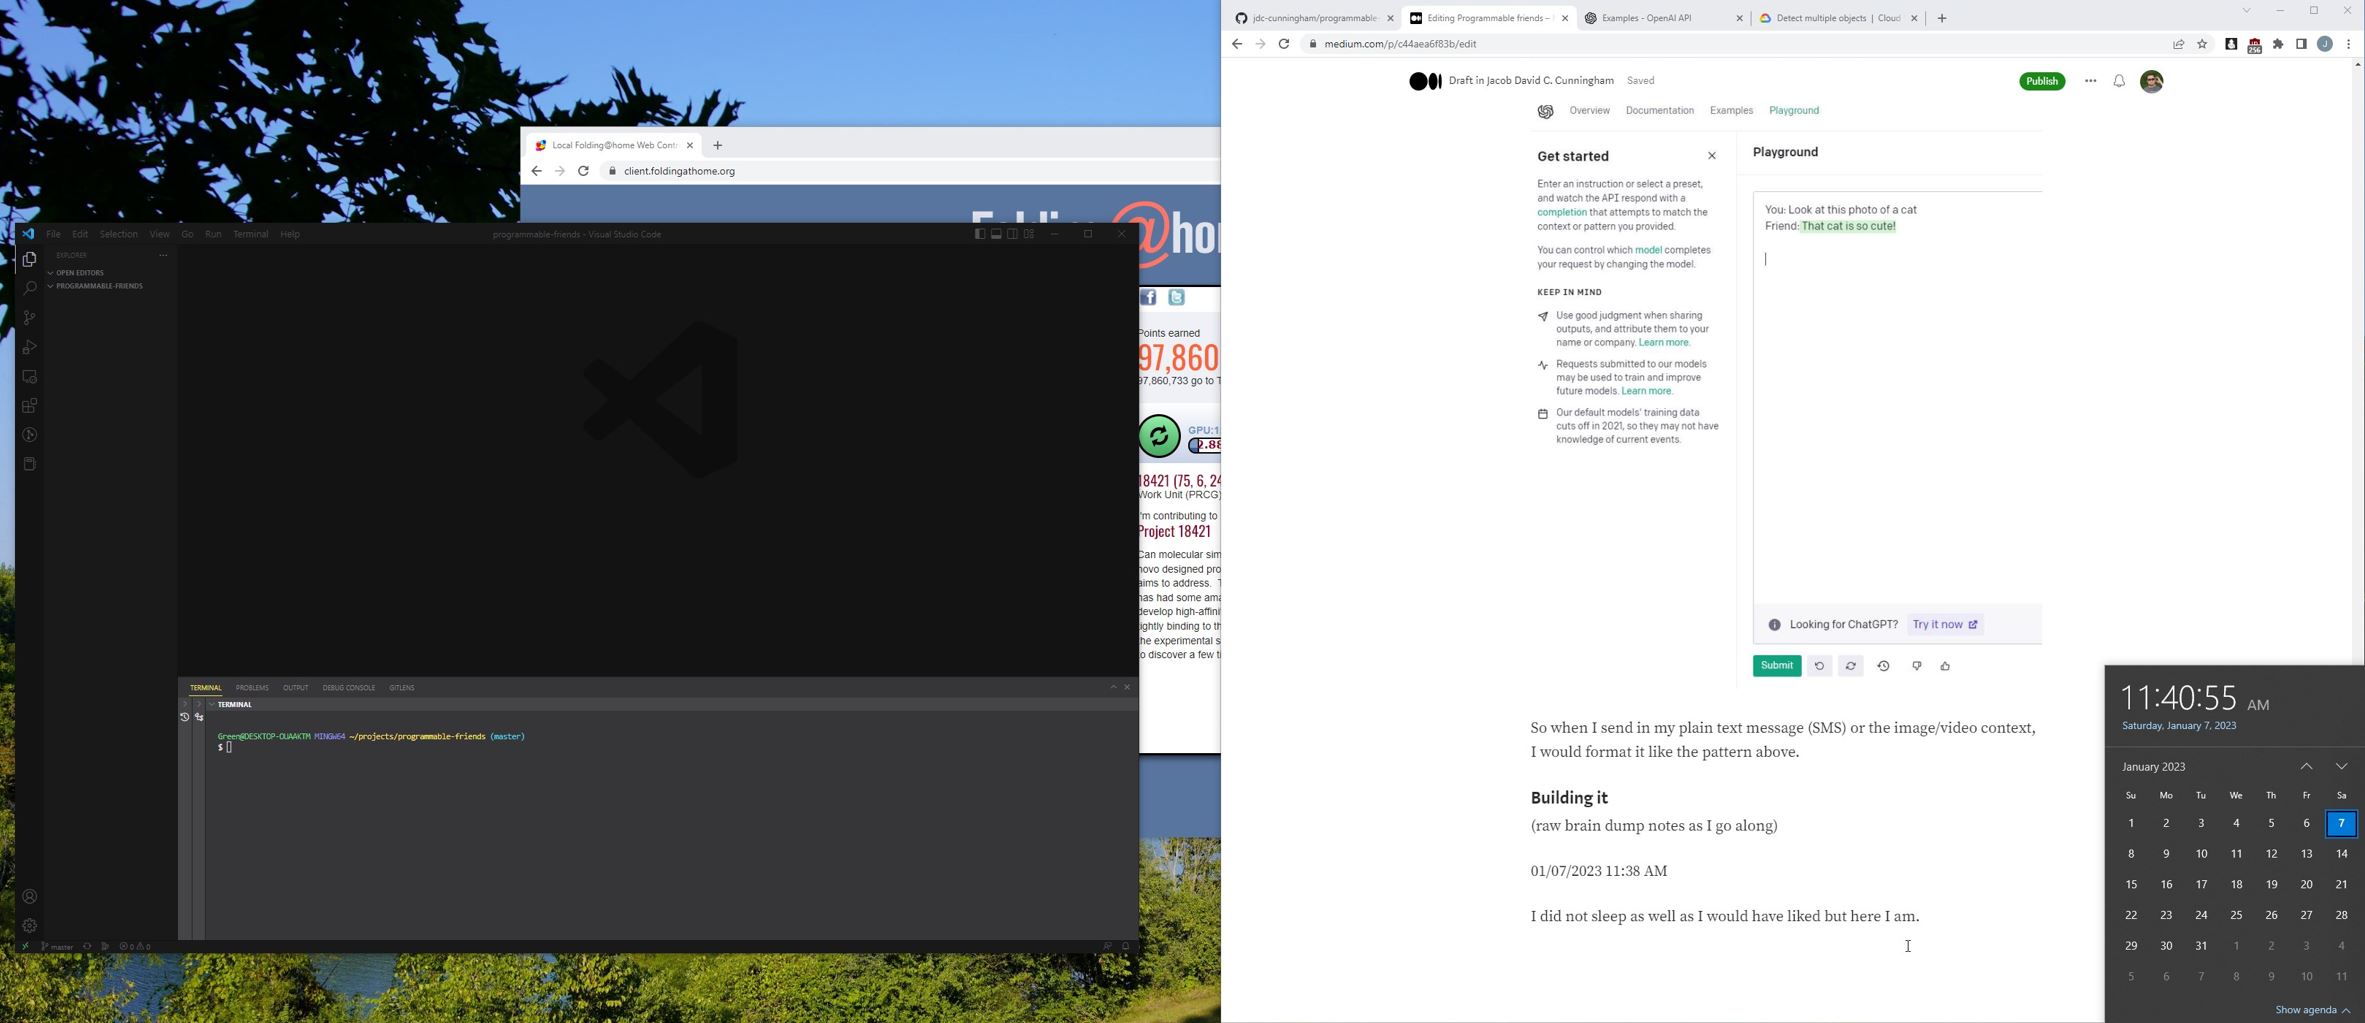 Local Folding@home Web Cont
client.foldingathome.org
@ho
Points earned
97,860
97,860,733 go to T
GPU:1
2.88
18421 (75, 6, 24
Work Unit (PRCG)
I'm contributing to
Project 18421
Can molecular sim
novo designed pro
aims to address. T
has had some ama
develop high-affinit
tightly binding to th
the experimental s
to discover a few ti
File Edit Selection View Go Run Terminal Help
programmable-friends - Visual Studio Code
EXPLORER
OPEN EDITORS
PROGRAMMABLE-FRIENDS
TERMINAL PROBLEMS OUTPUT DEBUG CONSOLE GITLENS
TERMINAL
Green@DESKTOP-OUAAKTM MINGW64 ~/projects/programmable-friends (master)
$
master 0 0
jdc-cunningham/programmable-
Editing Programmable friends –
Examples - OpenAI API
Detect multiple objects | Cloud
medium.com/p/c44aea6f83b/edit
256
J
Draft in Jacob David C. Cunningham Saved
Publish
Overview Documentation Examples Playground
Get started
Enter an instruction or select a preset,
and watch the API respond with a
completion that attempts to match the
context or pattern you provided.
You can control which model completes
your request by changing the model.
KEEP IN MIND
Use good judgment when sharing
outputs, and attribute them to your
name or company. Learn more.
Requests submitted to our models
may be used to train and improve
future models. Learn more.
Our default models' training data
cuts off in 2021, so they may not have
knowledge of current events.
Playground
You: Look at this photo of a cat
Friend: That cat is so cute!
Looking for ChatGPT? Try it now
Submit
So when I send in my plain text message (SMS) or the image/video context,
I would format it like the pattern above.
Building it
(raw brain dump notes as I go along)
01/07/2023 11:38 AM
I did not sleep as well as I would have liked but here I am.
11:40:55 AM
Saturday, January 7, 2023
January 2023
Su Mo Tu We Th Fr Sa
1 2 3 4 5 6 7
8 9 10 11 12 13 14
15 16 17 18 19 20 21
22 23 24 25 26 27 28
29 30 31 1 2 3 4
5 6 7 8 9 10 11
Show agenda